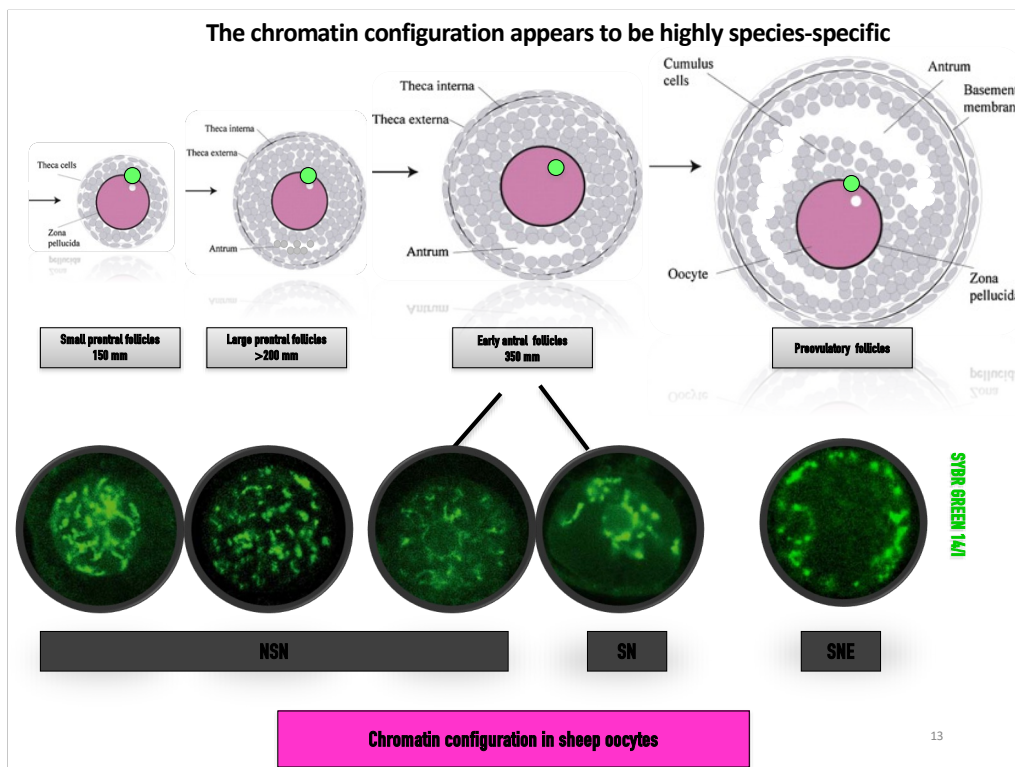 The chromatin configuration appears to be highly species-specific
Theca cells
Zona
pellucida
Theca interna
Theca externa
Antrum
Theca interna
Theca externa
Antrum
Cumulus
cells
Antrum
Basement
membran
Oocyte
Zona
pellucida
Small prentral follicles
150 mm
Large prentral follicles
>200 mm
Early antral follicles
350 mm
Preovulatory follicles
SYBR GREEN 14/I
NSN
SN
SNE
Chromatin configuration in sheep oocytes
13